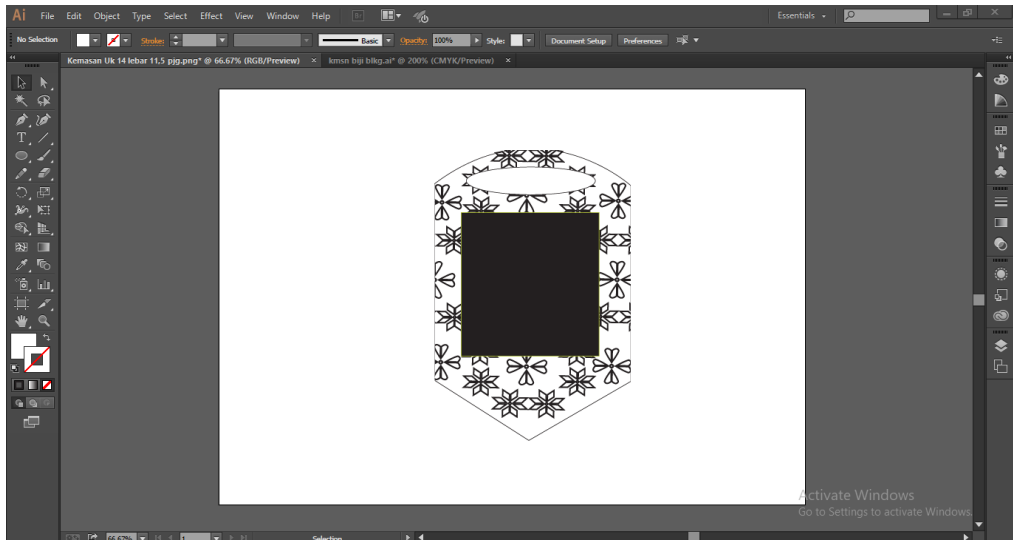 Ai File Edit Object Type Select Effect View Window Help Br Essentials
No Selection Stroke: Basic Opacity: 100% Style: Document Setup Preferences
Kemasan Uk 14 lebar 11,5 pjg.png* @ 66.67% (RGB/Preview) × kmsn biji blkg.ai* @ 200% (CMYK/Preview) ×
Activate Windows
Go to Settings to activate Windows.
66.67% 1 Selection